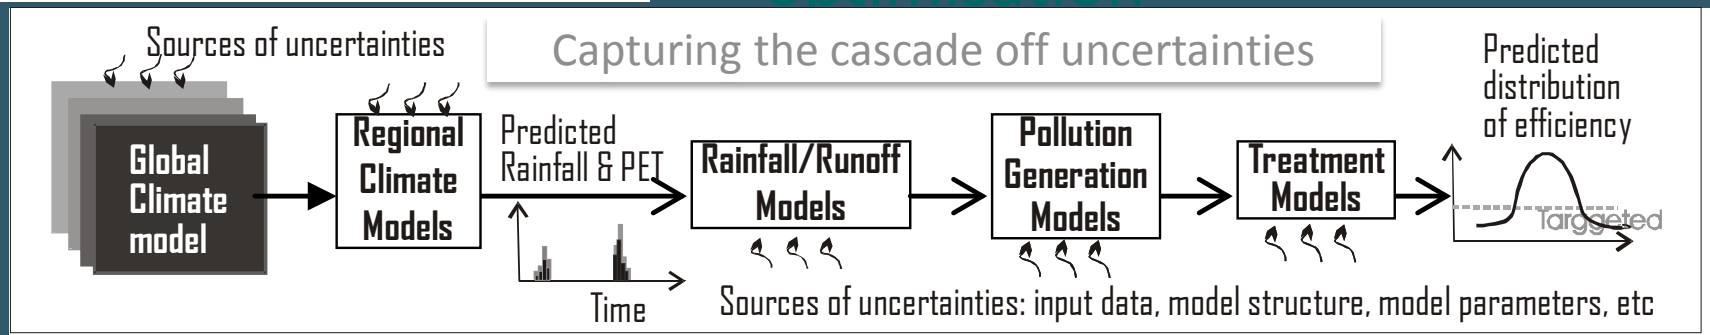 optimisation
Sources of uncertainties
Capturing the cascade off uncertainties
Global
Climate
model
Regional
Climate
Models
Predicted
Rainfall & PET
Time
Rainfall/Runoff
Models
Pollution
Generation
Models
Treatment
Models
Predicted
distribution
of efficiency
Targgeted
Sources of uncertainties: input data, model structure, model parameters, etc